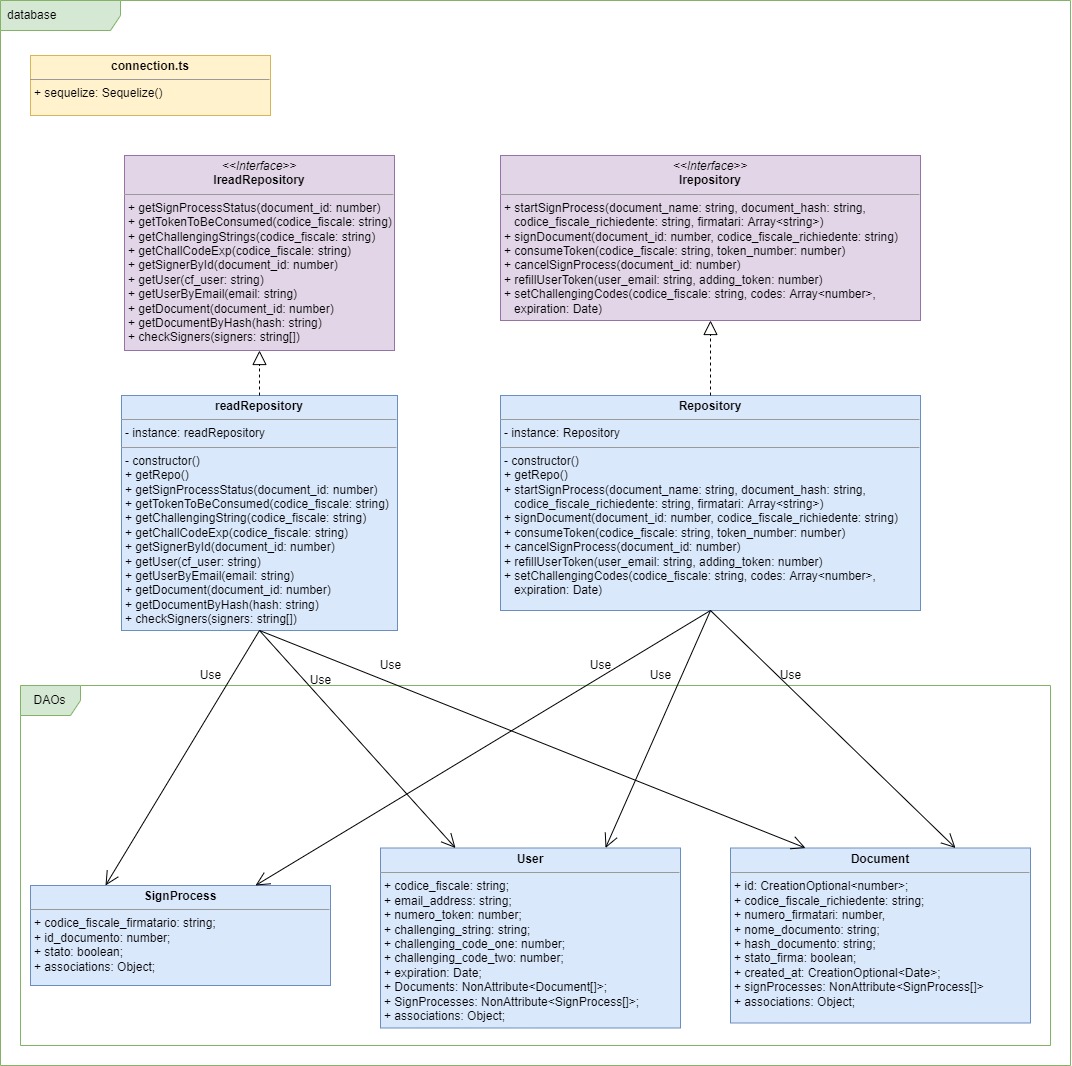 database
connection.ts
+ sequelize: Sequelize()
<<Interface>>
IreadRepository
+ getSignProcessStatus(document_id: number)
+ getTokenToBeConsumed(codice_fiscale: string)
+ getChallengingStrings(codice_fiscale: string)
+ getChallCodeExp(codice_fiscale: string)
+ getSignerById(document_id: number)
+ getUser(cf_user: string)
+ getUserByEmail(email: string)
+ getDocument(document_id: number)
+ getDocumentByHash(hash: string)
+ checkSigners(signers: string[])
<<Interface>>
Irepository
+ startSignProcess(document_name: string, document_hash: string,
codice_fiscale_richiedente: string, firmatari: Array<string>)
+ signDocument(document_id: number, codice_fiscale_richiedente: string)
+ consumeToken(codice_fiscale: string, token_number: number)
+ cancelSignProcess(document_id: number)
+ refillUserToken(user_email: string, adding_token: number)
+ setChallengingCodes(codice_fiscale: string, codes: Array<number>,
expiration: Date)
readRepository
- instance: readRepository
- constructor()
+ getRepo()
+ getSignProcessStatus(document_id: number)
+ getTokenToBeConsumed(codice_fiscale: string)
+ getChallengingString(codice_fiscale: string)
+ getChallCodeExp(codice_fiscale: string)
+ getSignerById(document_id: number)
+ getUser(cf_user: string)
+ getUserByEmail(email: string)
+ getDocument(document_id: number)
+ getDocumentByHash(hash: string)
+ checkSigners(signers: string[])
Repository
- instance: Repository
- constructor()
+ getRepo()
+ startSignProcess(document_name: string, document_hash: string,
codice_fiscale_richiedente: string, firmatari: Array<string>)
+ signDocument(document_id: number, codice_fiscale_richiedente: string)
+ consumeToken(codice_fiscale: string, token_number: number)
+ cancelSignProcess(document_id: number)
+ refillUserToken(user_email: string, adding_token: number)
+ setChallengingCodes(codice_fiscale: string, codes: Array<number>,
expiration: Date)
Use
Use
Use
Use
Use
Use
DAOs
SignProcess
+ codice_fiscale_firmatario: string;
+ id_documento: number;
+ stato: boolean;
+ associations: Object;
User
+ codice_fiscale: string;
+ email_address: string;
+ numero_token: number;
+ challenging_string: string;
+ challenging_code_one: number;
+ challenging_code_two: number;
+ expiration: Date;
+ Documents: NonAttribute<Document[]>;
+ SignProcesses: NonAttribute<SignProcess[]>;
+ associations: Object;
Document
+ id: CreationOptional<number>;
+ codice_fiscale_richiedente: string;
+ numero_firmatari: number,
+ nome_documento: string;
+ hash_documento: string;
+ stato_firma: boolean;
+ created_at: CreationOptional<Date>;
+ signProcesses: NonAttribute<SignProcess[]>
+ associations: Object;